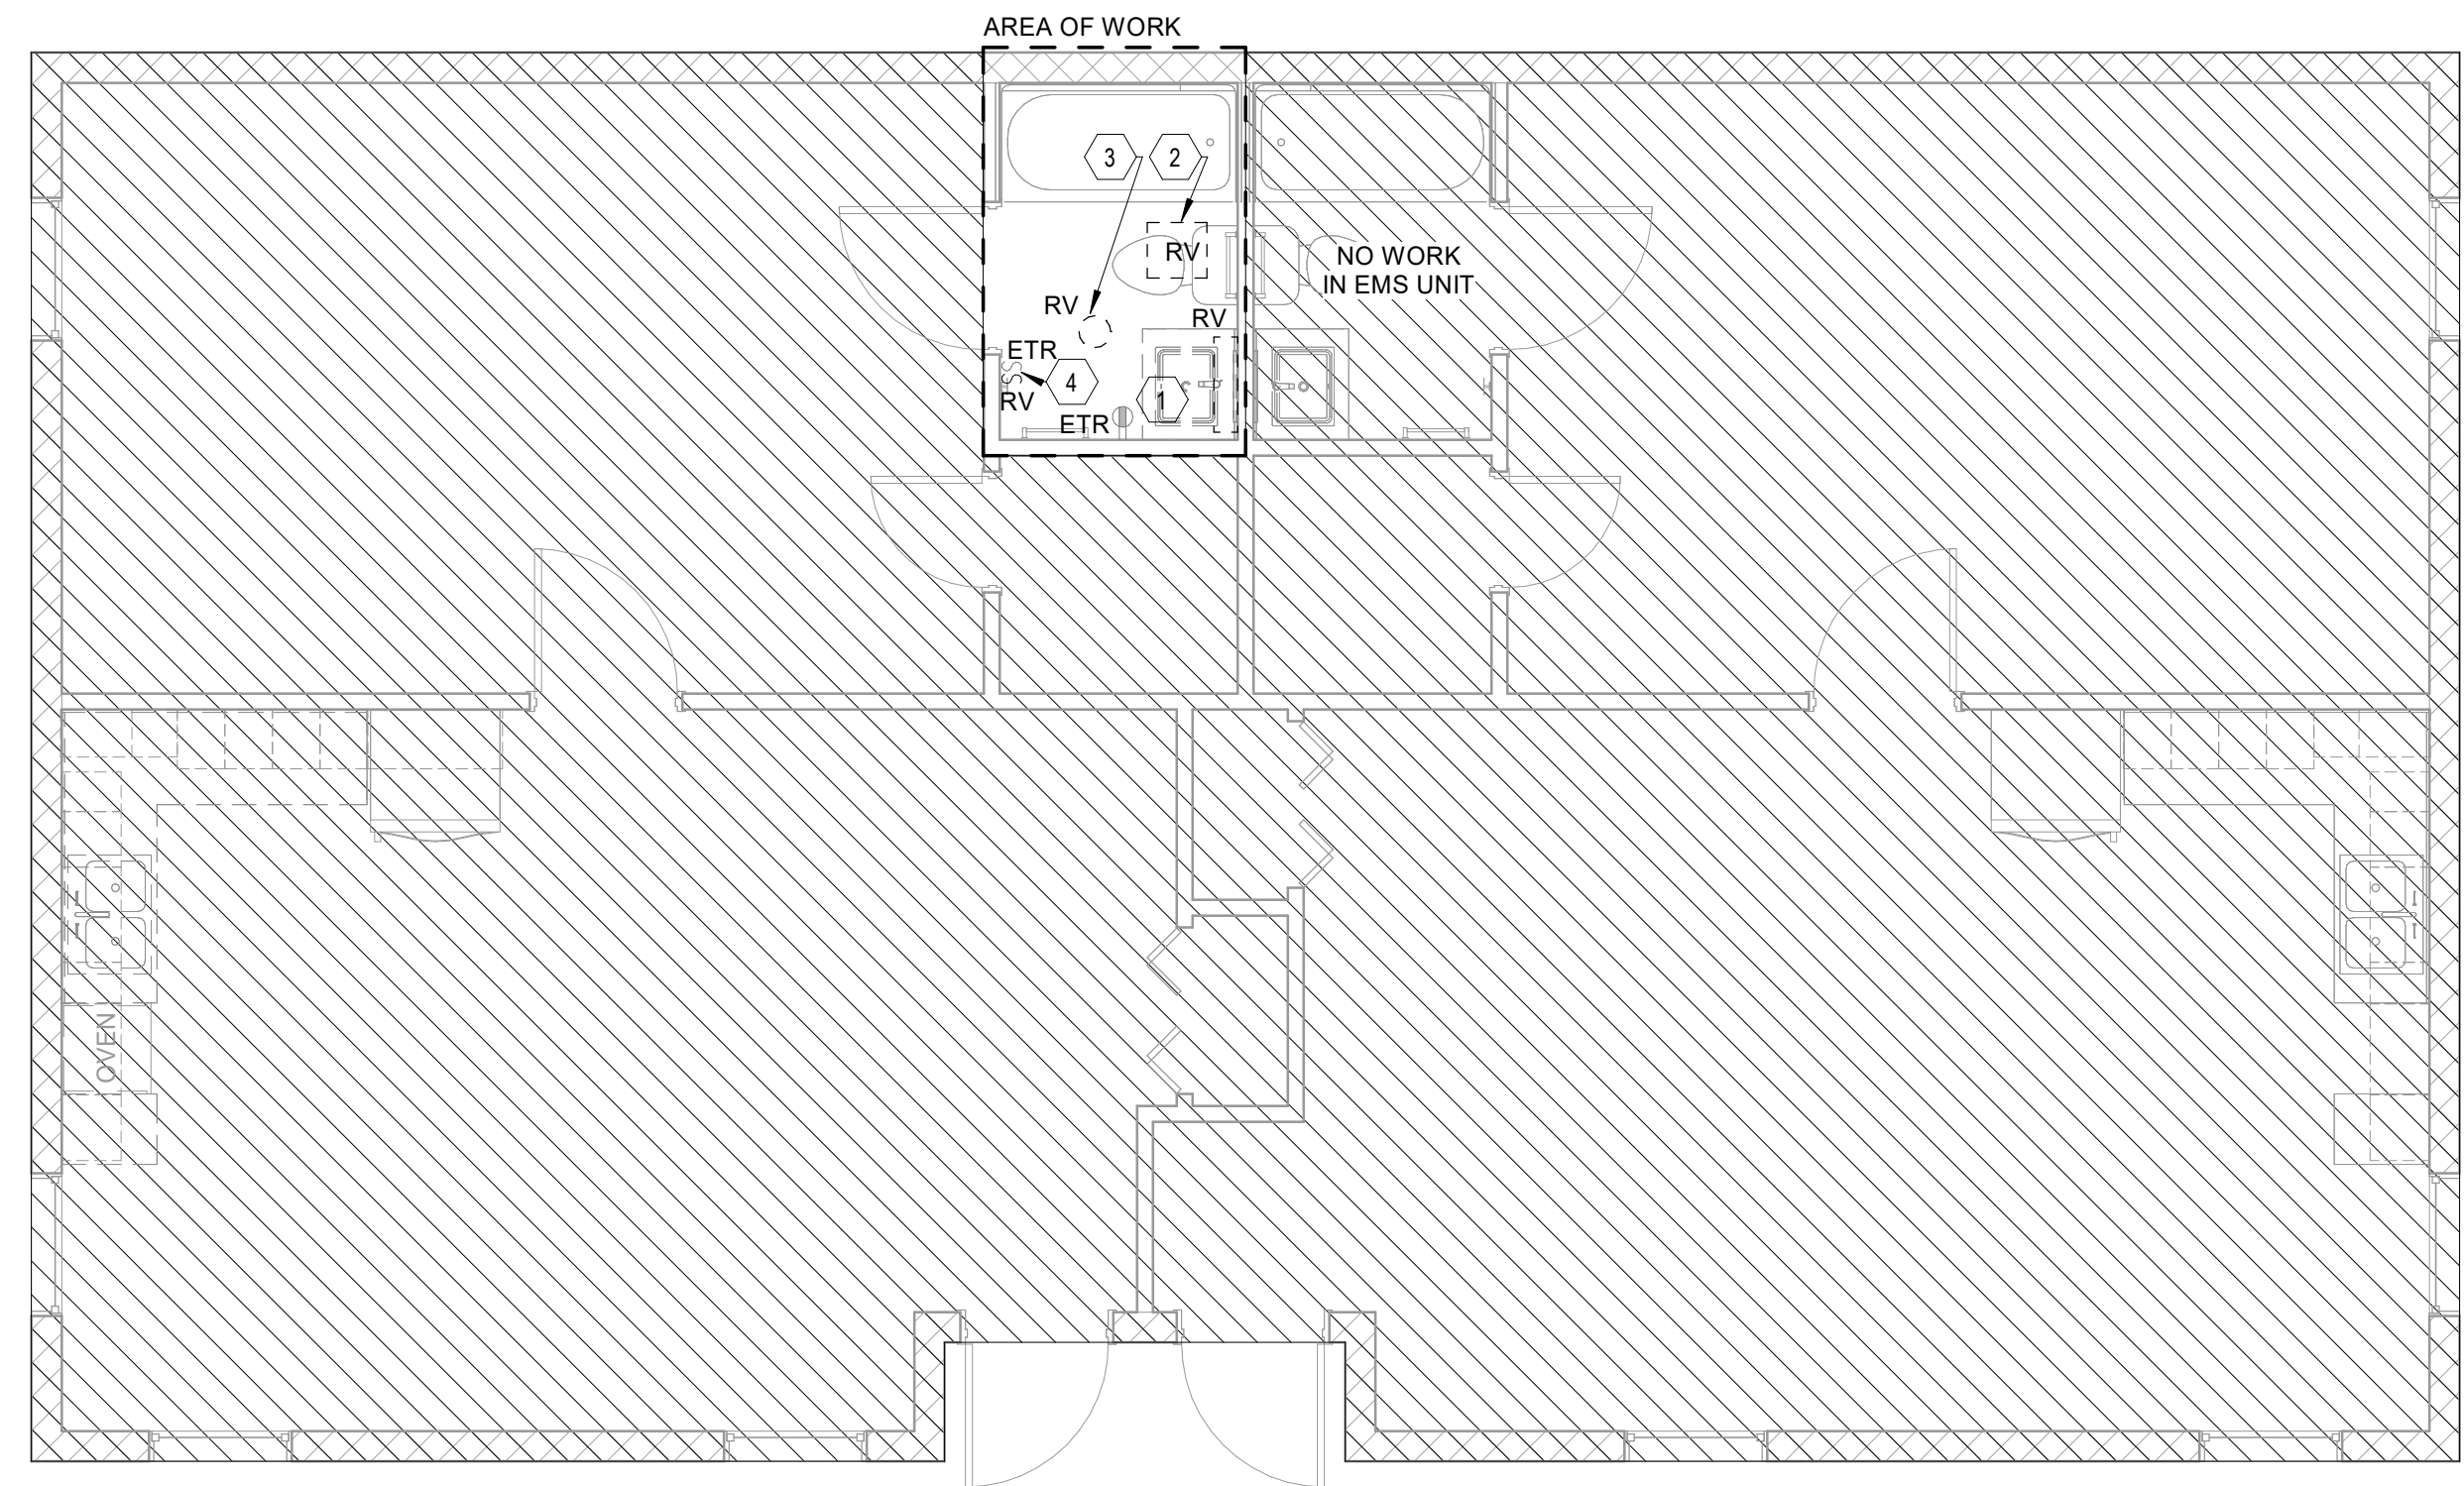 AREA OF WORK
3
2
RV
NO WORK
IN EMS UNIT
RV
RV
ETR
SS
4
RV
1
ETR
OVEN